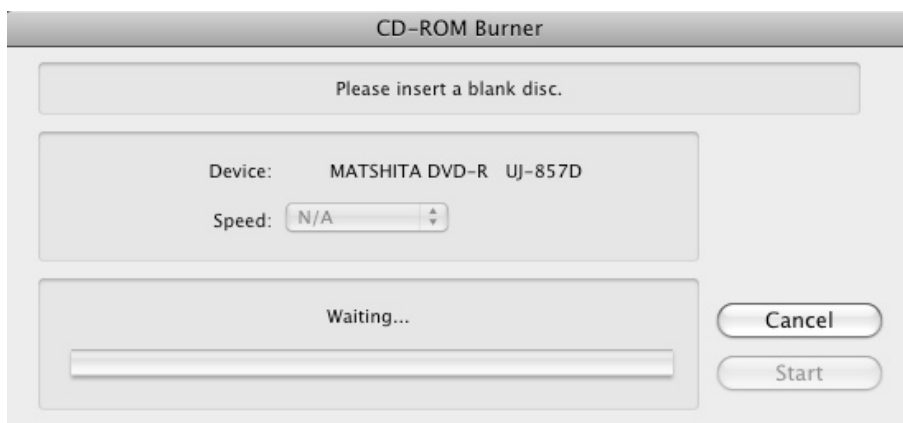 CD-ROM Burner
Please insert a blank disc.
Device: MATSHITA DVD-R UJ-857D
Speed: N/A
Waiting...
Cancel
Start